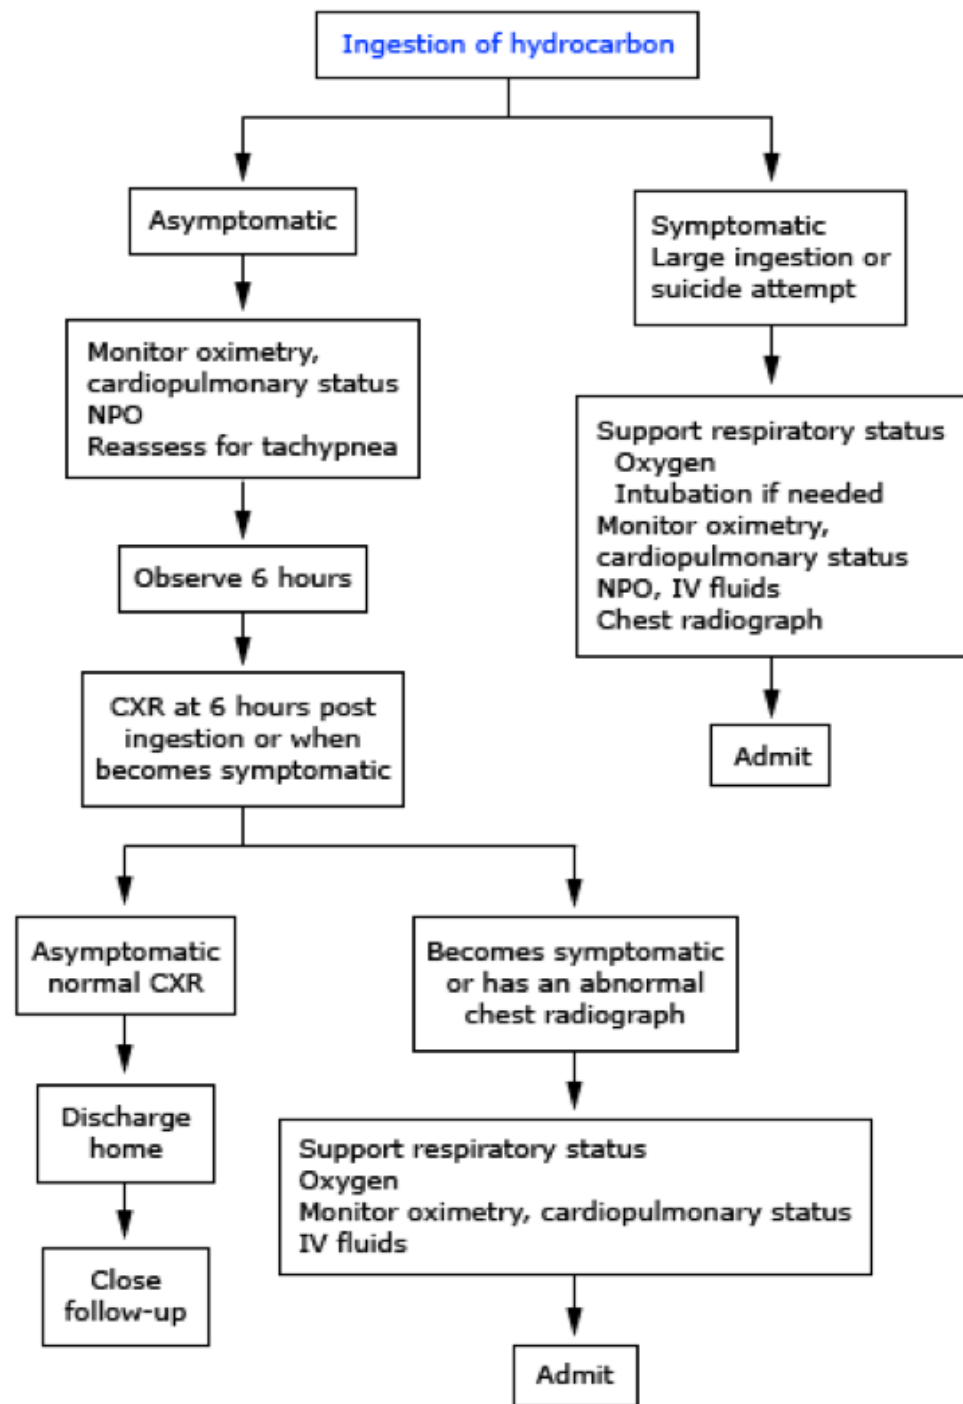 Ingestion of hydrocarbon
Asymptomatic
Symptomatic
Large ingestion or
suicide attempt
Monitor oximetry,
cardiopulmonary status
NPO
Reassess for tachypnea
Support respiratory status
Oxygen
Intubation if needed
Monitor oximetry,
cardiopulmonary status
NPO, IV fluids
Chest radiograph
Observe 6 hours
CXR at 6 hours post
ingestion or when
becomes symptomatic
Admit
Asymptomatic
normal CXR
Becomes symptomatic
or has an abnormal
chest radiograph
Discharge
home
Support respiratory status
Oxygen
Monitor oximetry, cardiopulmonary status
IV fluids
Close
follow-up
Admit